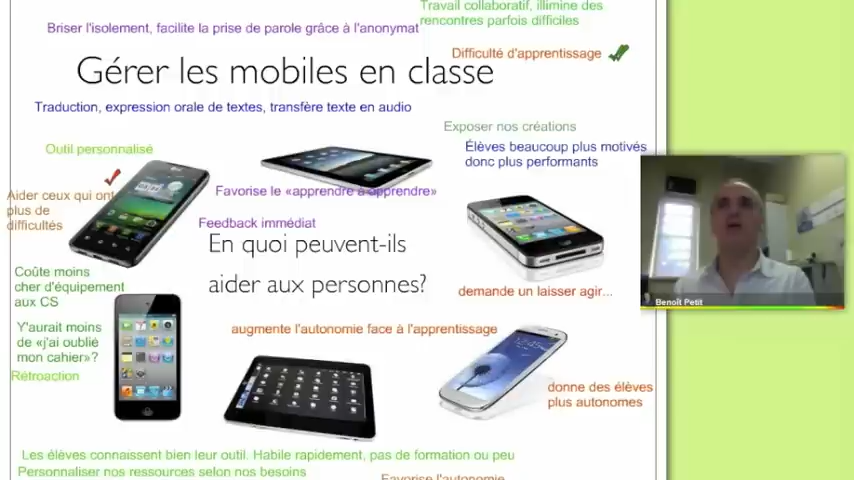 Travail collaboratif, illimine des
rencontres parfois difficiles
Briser l'isolement, facilite la prise de parole grâce à l'anonymat
Difficulté d'apprentissage
Gérer les mobiles en classe
Traduction, expression orale de textes, transfère texte en audio
Exposer nos créations
Outil personnalisé
Élèves beaucoup plus motivés
donc plus performants
Aider ceux qui ont
plus de
difficultés
Favorise le «apprendre à apprendre»
Feedback immédiat
En quoi peuvent-ils
aider aux personnes?
Coûte moins
cher d'équipement
aux CS
demande un laisser agir...
Benoît Petit
Y'aurait moins
de «j'ai oublié
mon cahier»?
augmente l'autonomie face à l'apprentissage
Rétroaction
donne des élèves
plus autonomes
Les élèves connaissent bien leur outil. Habile rapidement, pas de formation ou peu
Personnaliser nos ressources selon nos besoins
Favorise l'autonomie